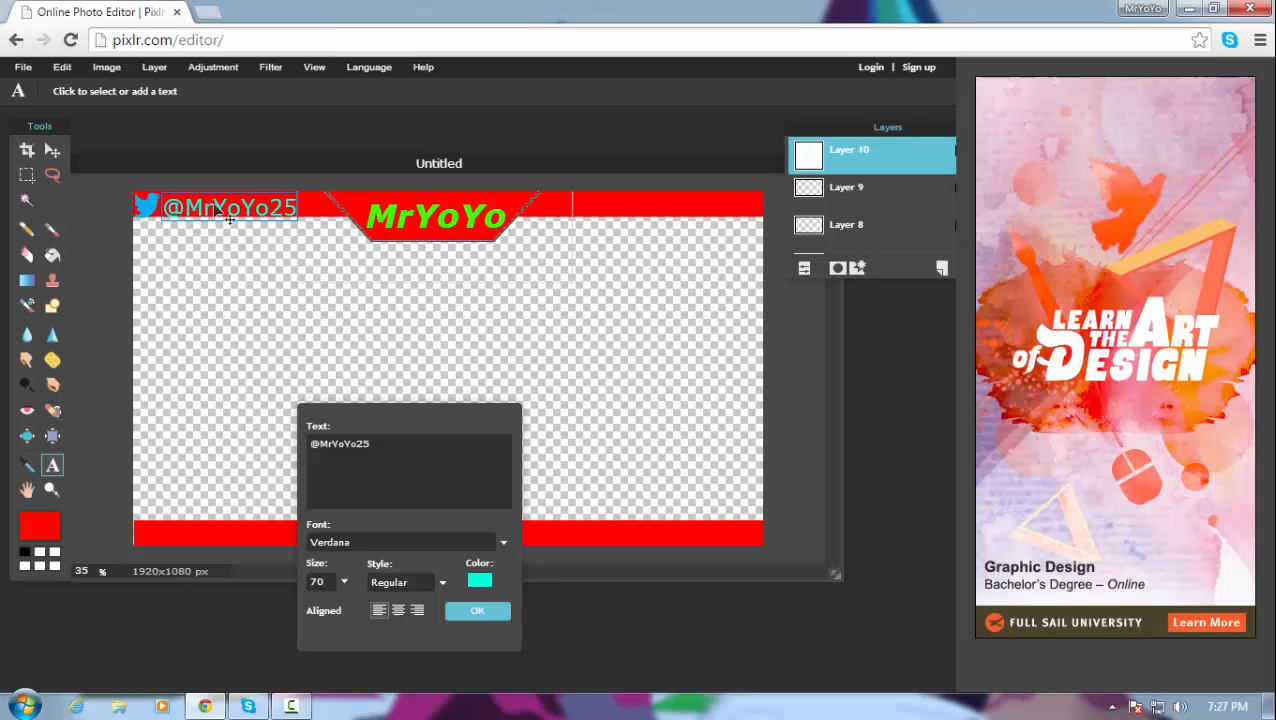 Online Photo Editor | Pixlr
MrYoYo
pixlr.com/editor/
File Edit Image Layer Adjustment Filter View Language Help Login | Sign up
A Click to select or add a text
Tools
Layers
Untitled
Layer 10
Layer 9
Layer 8
@MrYoYo25
MrYoYo
LEARN THE ART of DESIGN
Text:
@MrYoYo25
Font:
Verdana
Size: Style: Color:
70 Regular
Aligned OK
A
35 % 1920x1080 px
Graphic Design
Bachelor's Degree – Online
FULL SAIL UNIVERSITY Learn More
7:27 PM